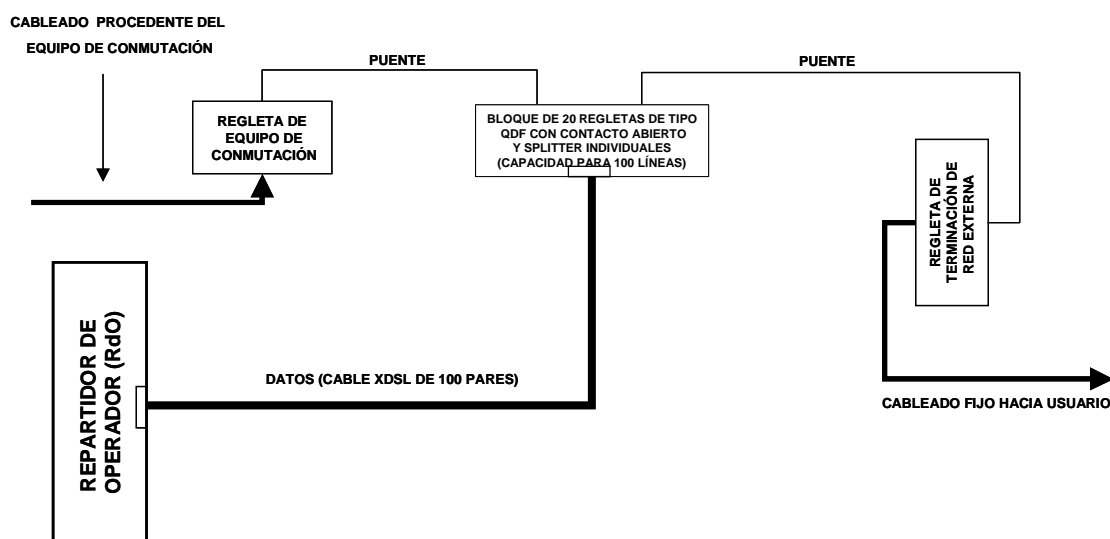 CABLEADO PROCEDENTE DEL
EQUIPO DE CONMUTACIÓN
PUENTE
PUENTE
REGLETA DE
EQUIPO DE
CONMUTACIÓN
BLOQUE DE 20 REGLETAS DE TIPO
QDF CON CONTACTO ABIERTO
Y SPLITTER INDIVIDUALES
(CAPACIDAD PARA 100 LÍNEAS)
REGLETA DE
TERMINACIÓN DE
RED EXTERNA
REPARTIDOR DE
OPERADOR (RdO)
DATOS (CABLE XDSL DE 100 PARES)
CABLEADO FIJO HACIA USUARIO